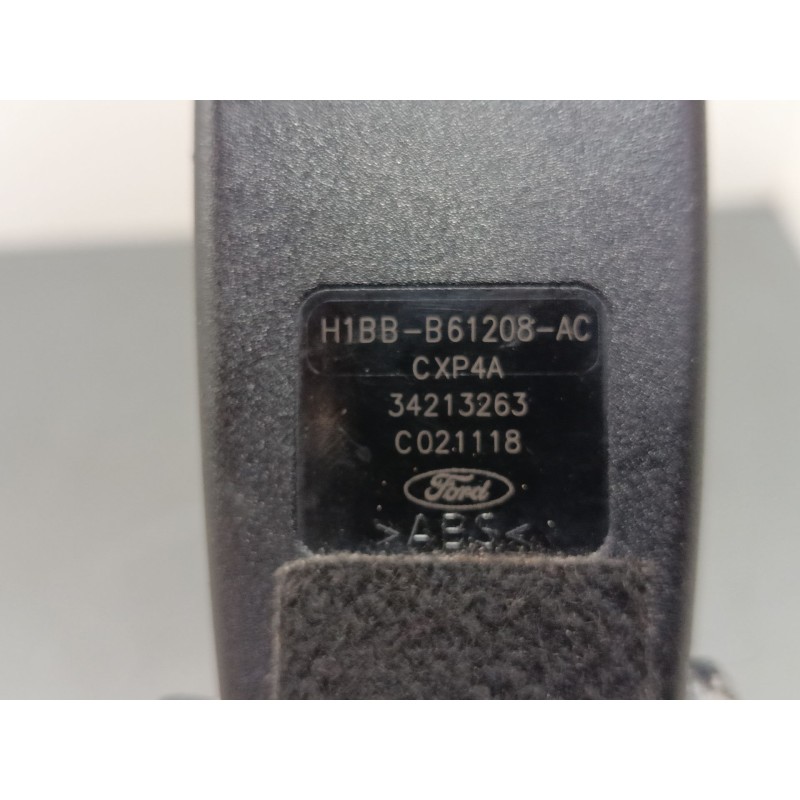 H1BB-B61208-AC
CXP4A
34213263
C021118
Ford
>ABS<